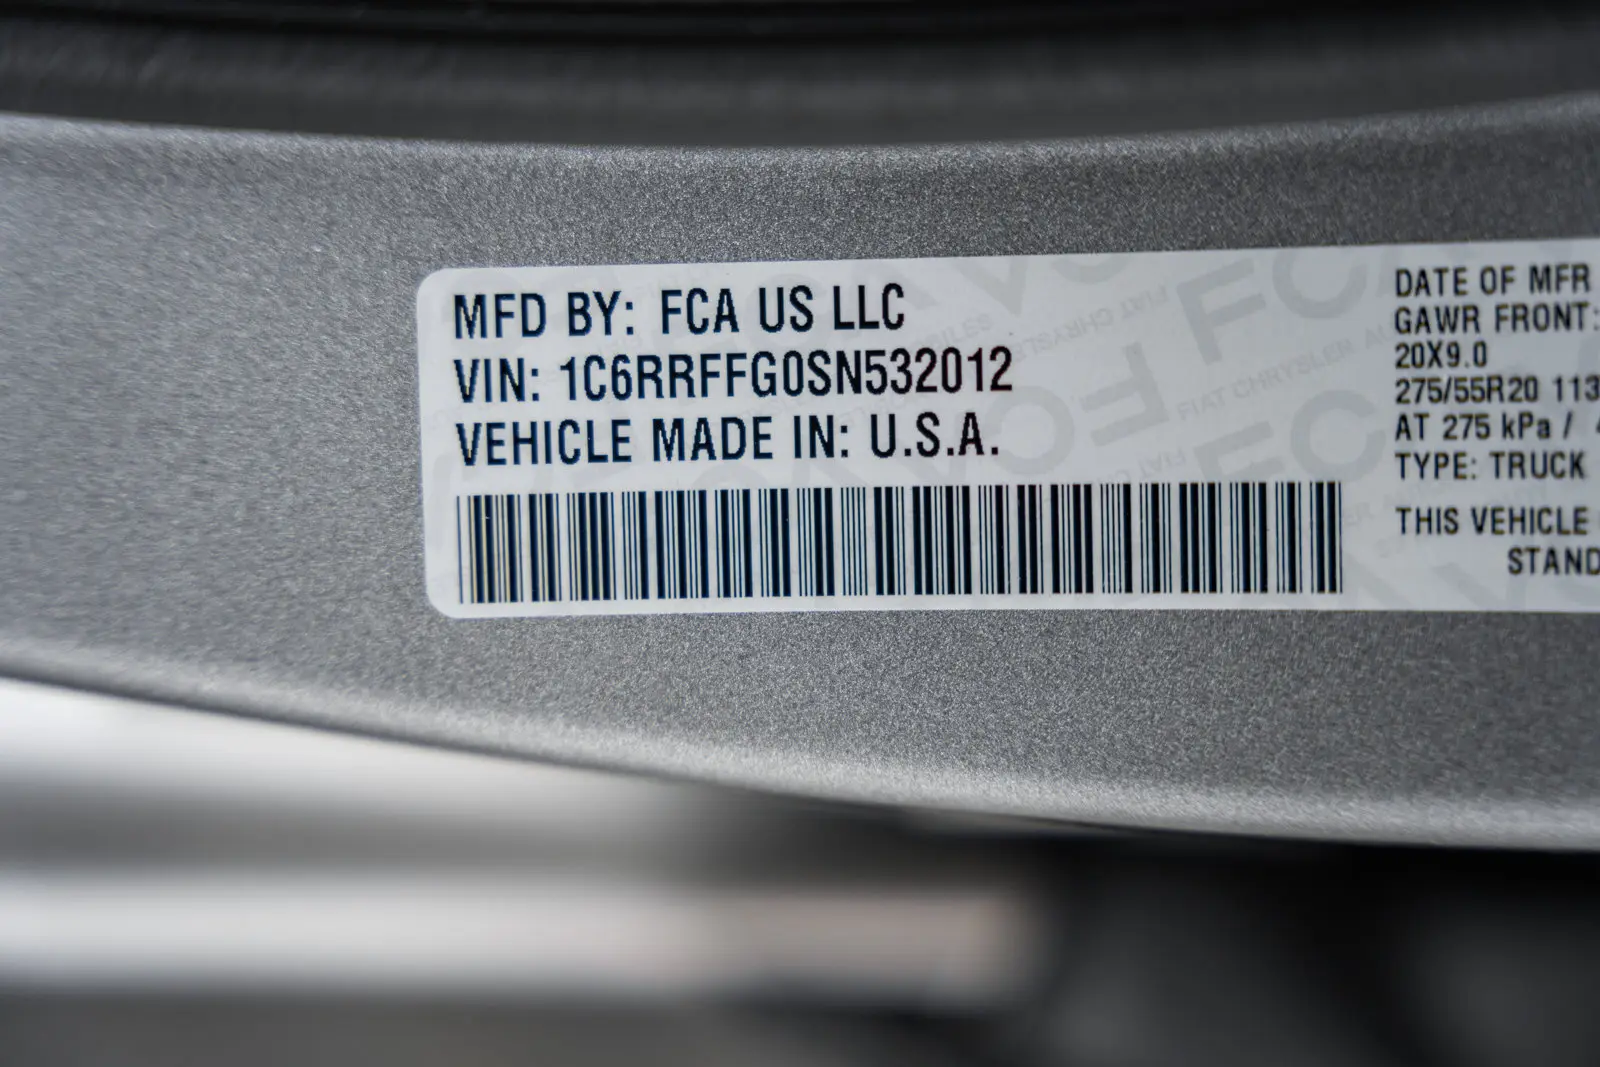 MFD BY: FCA US LLC
VIN: 1C6RRFFG0SN532012
VEHICLE MADE IN: U.S.A.
DATE OF MFR
GAWR FRONT:
20X9.0
275/55R20 113
AT 275 kPa /
TYPE: TRUCK
THIS VEHICLE
STAND